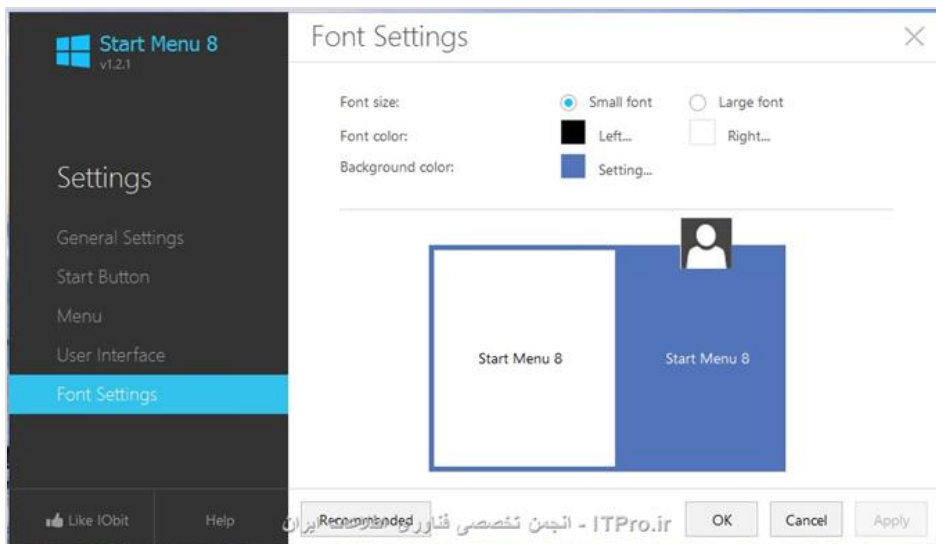 Start Menu 8
v1.2.1
Settings
General Settings
Start Button
Menu
User Interface
Font Settings
Like IObit
Help
Font Settings
Font size:
Small font
Large font
Font color:
Left...
Right...
Background color:
Setting...
Start Menu 8
Start Menu 8
Recommended
OK
Cancel
Apply
انجمن تخصصی فناوری اطلاعات ایران - ITPro.ir